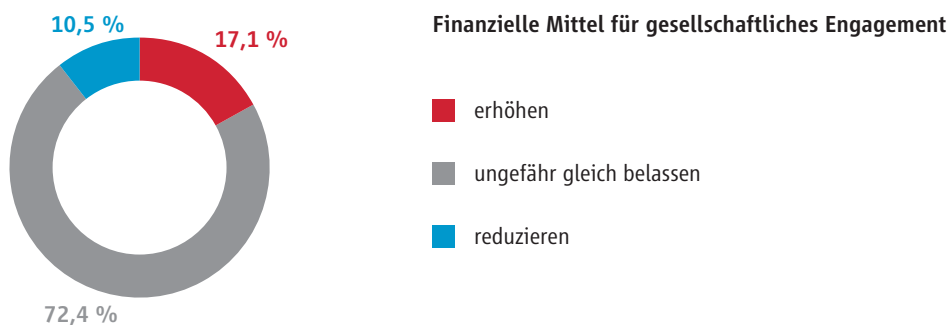 10,5 %
17,1 %
72,4 %
Finanzielle Mittel für gesellschaftliches Engagement
erhöhen
ungefähr gleich belassen
reduzieren